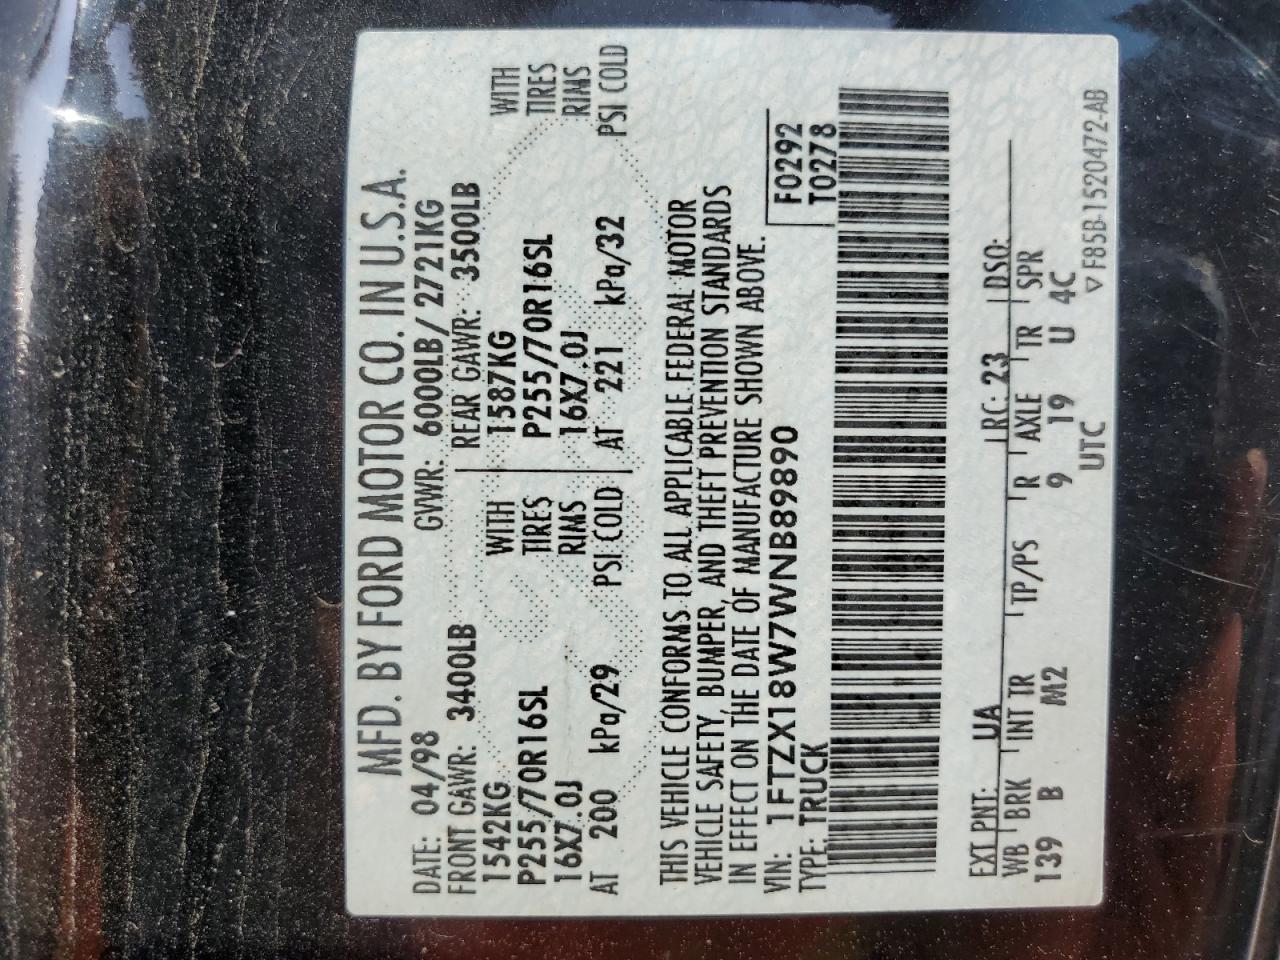 MFD. BY FORD MOTOR CO. IN U.S.A.
DATE: 04/98 GVWR: 6000LB/ 2721KG
FRONT GAWR: 3400LB REAR GAWR: 3500LB
1542KG WITH 1587KG WITH
P255/70R16SL TIRES P255/70R16SL TIRES
16X7.0J RIMS 16X7.0J RIMS
AT 200 kPa/29 PSI COLD AT 221 kPa/32 PSI COLD
THIS VEHICLE CONFORMS TO ALL APPLICABLE FEDERAL MOTOR
VEHICLE SAFETY, BUMPER, AND THEFT PREVENTION STANDARDS
IN EFFECT ON THE DATE OF MANUFACTURE SHOWN ABOVE.
VIN: 1FTZX18W7WNB89890 F0292
TYPE: TRUCK T0278
EXT PNT: UA RC: 23 DSO:
WB BRK INT TR TP/PS R AXLE TR SPR
139 B M2 9 19 U 4C
UTC ▽ F85B-1520472-AB